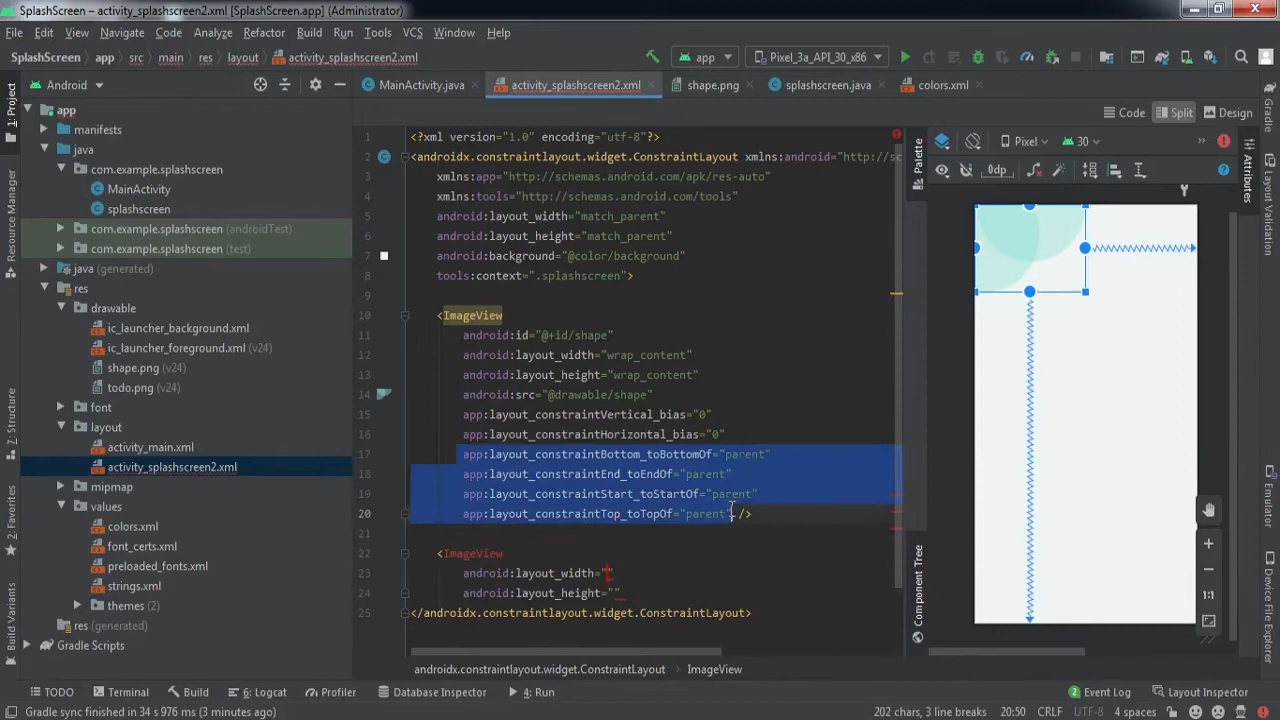 SplashScreen – activity_splashscreen2.xml [SplashScreen.app] (Administrator)
File Edit View Navigate Code Analyze Refactor Build Run Tools VCS Window Help
SplashScreen app src main res layout activity_splashscreen2.xml app Pixel_3a_API_30_x86
Android MainActivity.java activity_splashscreen2.xml shape.png splashscreen.java colors.xml
Code Split Design
1: Project
Resource Manager
Z: Structure
2: Favorites
Build Variants
app
manifests
java
com.example.splashscreen
MainActivity
splashscreen
com.example.splashscreen (androidTest)
com.example.splashscreen (test)
java (generated)
res
drawable
ic_launcher_background.xml
ic_launcher_foreground.xml (v24)
shape.png (v24)
todo.png (v24)
font
layout
activity_main.xml
activity_splashscreen2.xml
mipmap
values
colors.xml
font_certs.xml
preloaded_fonts.xml
strings.xml
themes (2)
res (generated)
Gradle Scripts
1 <?xml version="1.0" encoding="utf-8"?>
2 <androidx.constraintlayout.widget.ConstraintLayout xmlns:android="http://sc
3 xmlns:app="http://schemas.android.com/apk/res-auto"
4 xmlns:tools="http://schemas.android.com/tools"
5 android:layout_width="match_parent"
6 android:layout_height="match_parent"
7 android:background="@color/background"
8 tools:context=".splashscreen">
9
10 <ImageView
11 android:id="@+id/shape"
12 android:layout_width="wrap_content"
13 android:layout_height="wrap_content"
14 android:src="@drawable/shape"
15 app:layout_constraintVertical_bias="0"
16 app:layout_constraintHorizontal_bias="0"
17 app:layout_constraintBottom_toBottomOf="parent"
18 app:layout_constraintEnd_toEndOf="parent"
19 app:layout_constraintStart_toStartOf="parent"
20 app:layout_constraintTop_toTopOf="parent" />
21
22 <ImageView
23 android:layout_width=""
24 android:layout_height=""
25 </androidx.constraintlayout.widget.ConstraintLayout>
androidx.constraintlayout.widget.ConstraintLayout ImageView
Palette
Component Tree
Pixel 30
0dp
1:1
Attributes
Gradle
Layout Validation
Emulator
Device File Explorer
TODO Terminal Build 6: Logcat Profiler Database Inspector 4: Run 2 Event Log Layout Inspector
Gradle sync finished in 34 s 976 ms (3 minutes ago) 202 chars, 3 line breaks 20:50 CRLF UTF-8 4 spaces